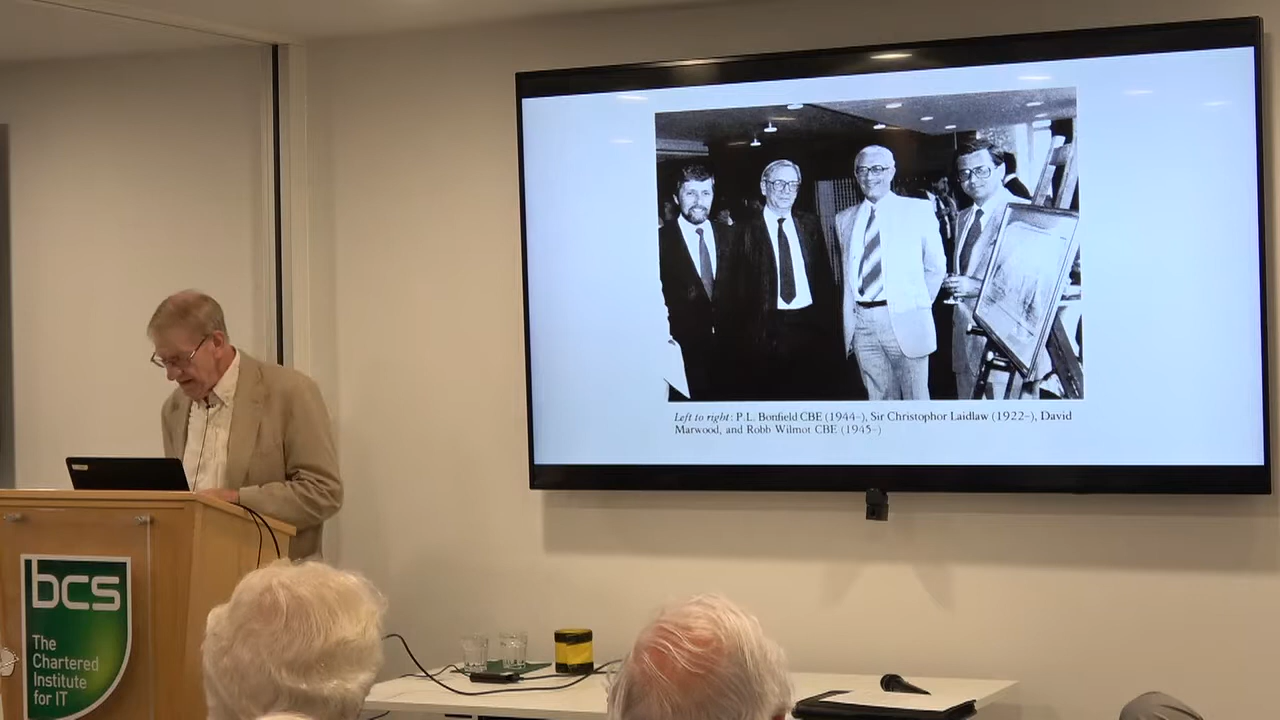 Left to right: P.L. Bonfield CBE (1944–), Sir Christophor Laidlaw (1922–), David
Marwood, and Robb Wilmot CBE (1945–)
bcs
The
Chartered
Institute
for IT